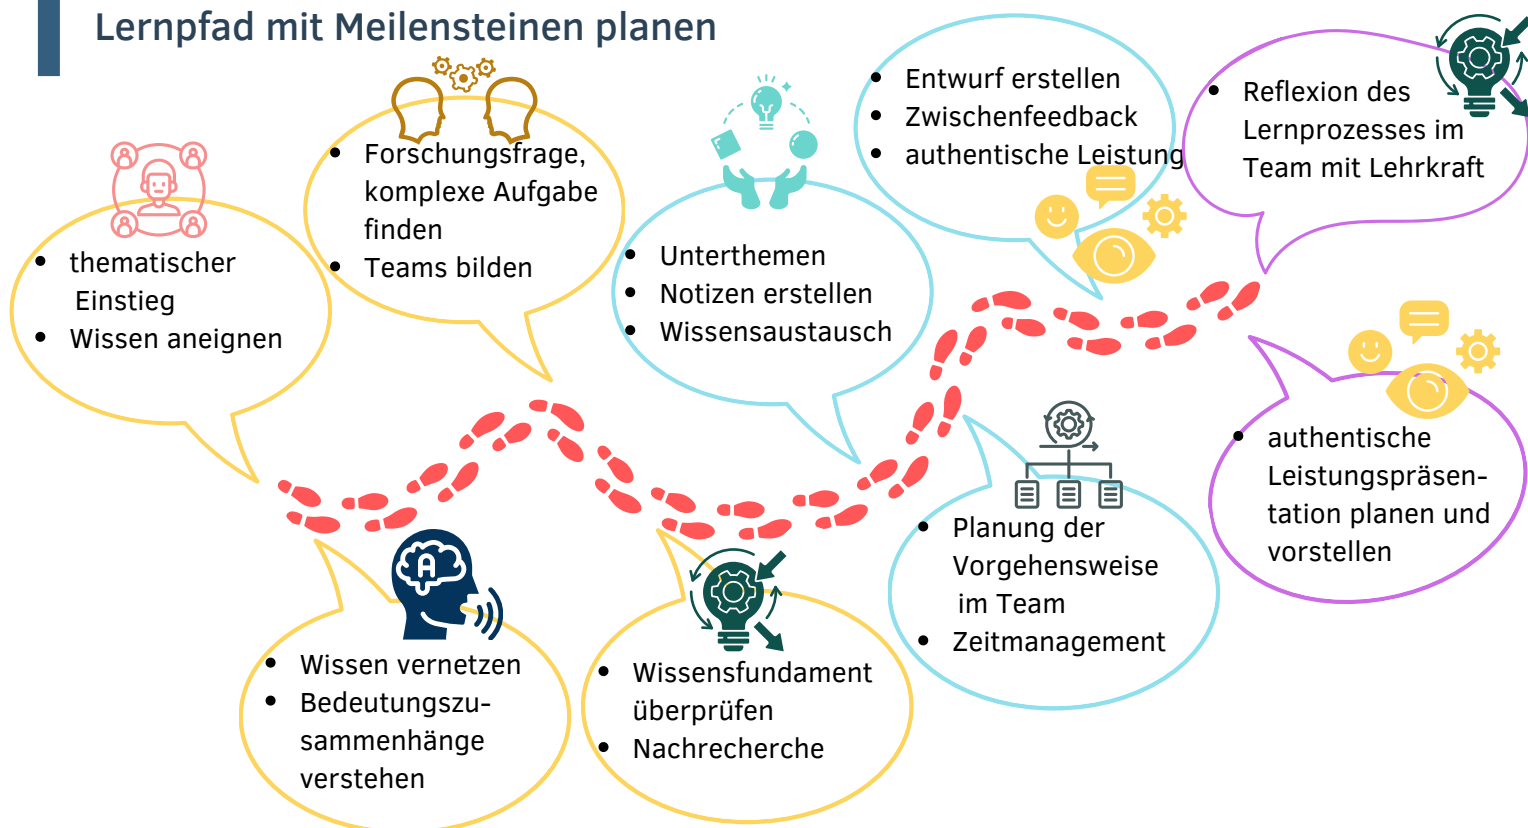 Lernpfad mit Meilensteinen planen
• thematischer
Einstieg
• Wissen aneignen
• Wissen vernetzen
• Bedeutungszu-
sammenhänge
verstehen
• Forschungsfrage,
komplexe Aufgabe
finden
• Teams bilden
• Wissensfundament
überprüfen
• Nachrecherche
• Unterthemen
• Notizen erstellen
• Wissensaustausch
• Planung der
Vorgehensweise
im Team
• Zeitmanagement
• Entwurf erstellen
• Zwischenfeedback
• authentische Leistung
• authentische
Leistungspräsen-
tation planen und
vorstellen
• Reflexion des
Lernprozesses im
Team mit Lehrkraft
A